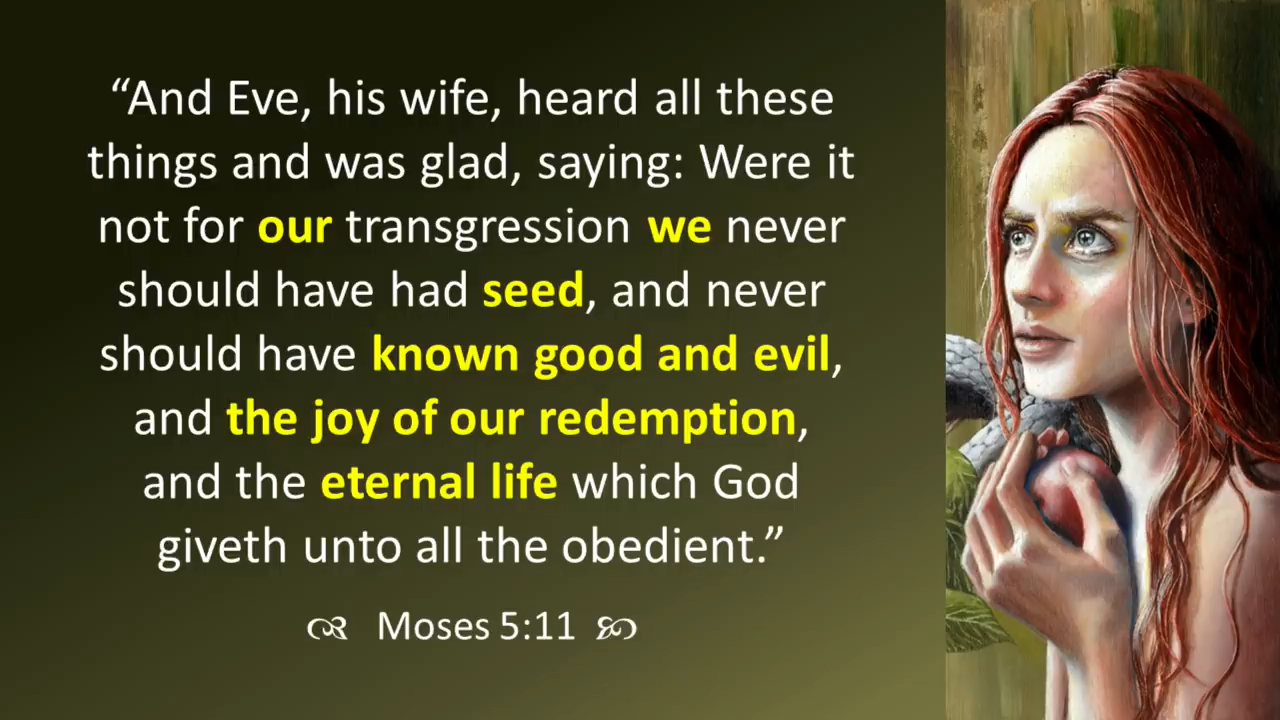 “And Eve, his wife, heard all these
things and was glad, saying: Were it
not for our transgression we never
should have had seed, and never
should have known good and evil,
and the joy of our redemption,
and the eternal life which God
giveth unto all the obedient.”
Moses 5:11